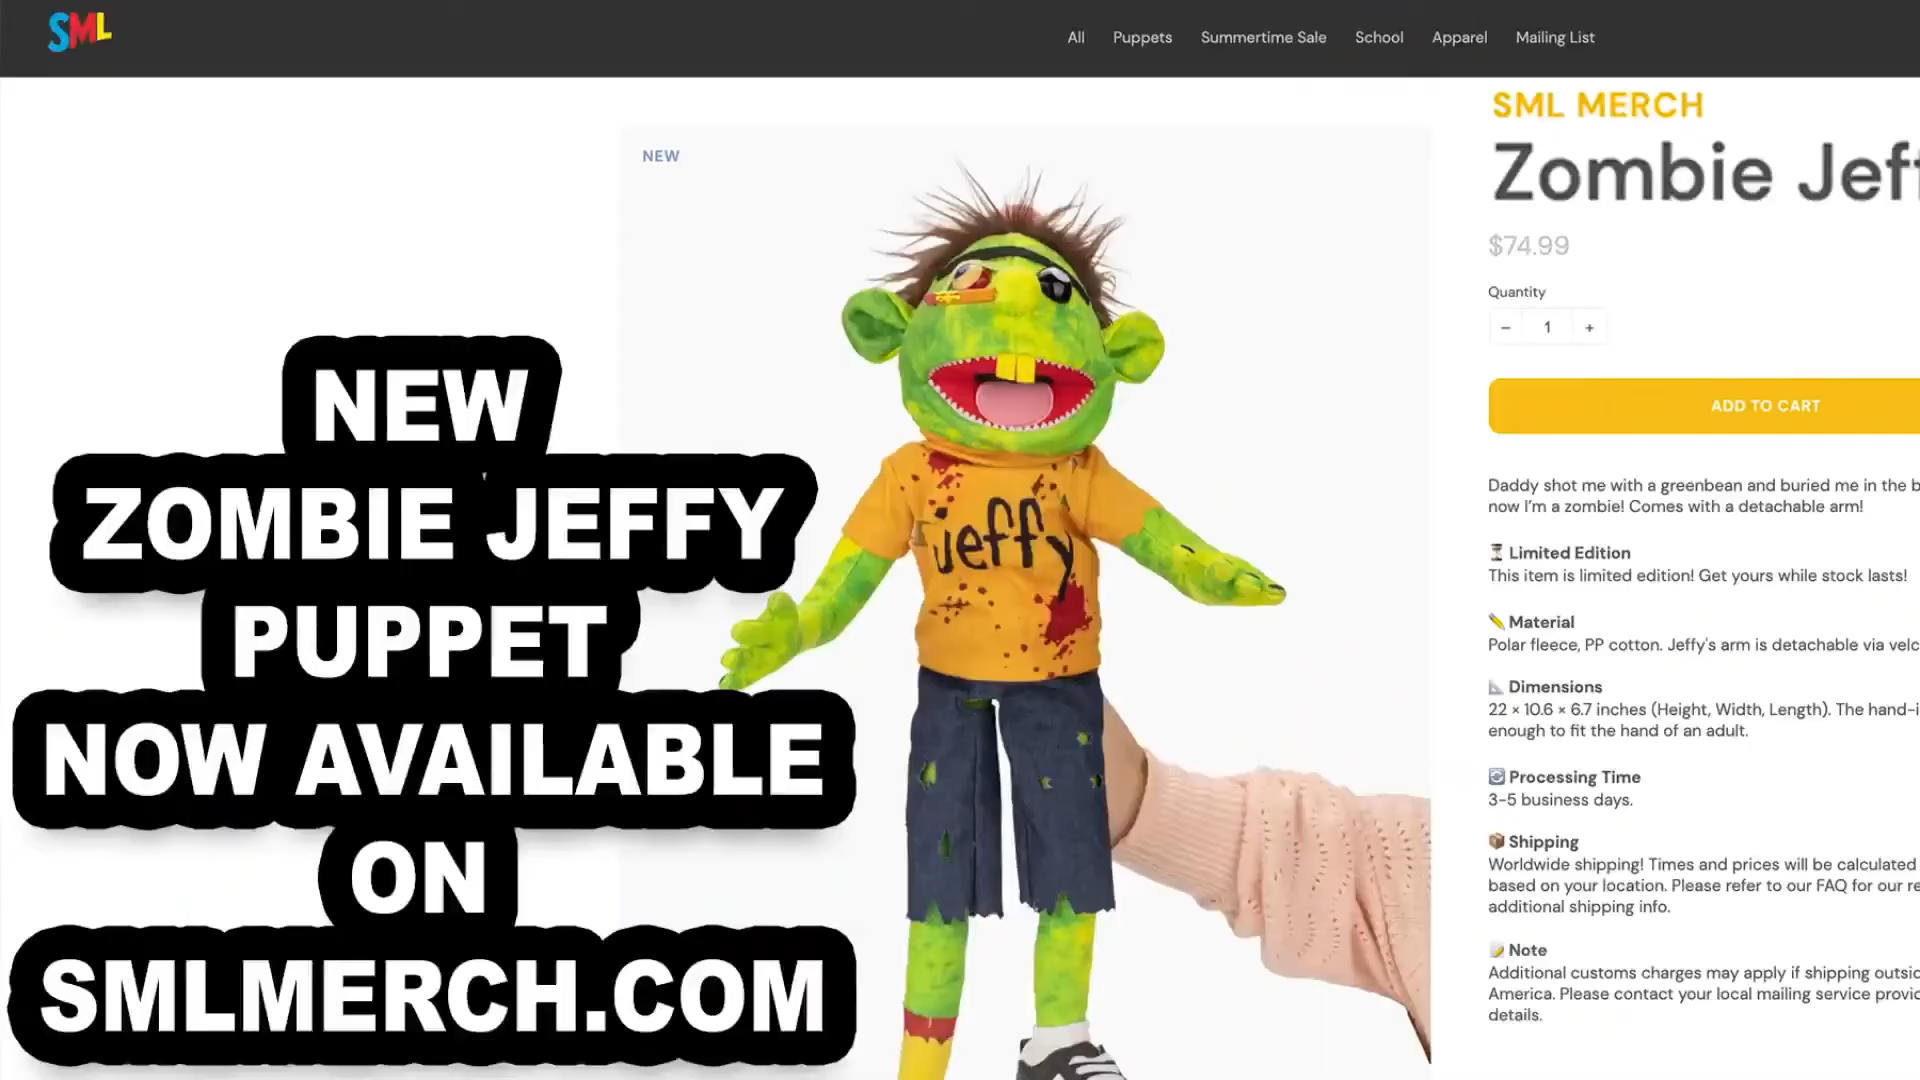 SML
All Puppets Summertime Sale School Apparel Mailing List
NEW
NEW
ZOMBIE JEFFY
PUPPET
NOW AVAILABLE
ON
SMLMERCH.COM
jeffy
SML MERCH
Zombie Jeff
$74.99
Quantity
− 1 +
ADD TO CART
Daddy shot me with a greenbean and buried me in the b
now I'm a zombie! Comes with a detachable arm!
⏳ Limited Edition
This item is limited edition! Get yours while stock lasts!
✏️ Material
Polar fleece, PP cotton. Jeffy's arm is detachable via velc
📐 Dimensions
22 × 10.6 × 6.7 inches (Height, Width, Length). The hand-i
enough to fit the hand of an adult.
🔄 Processing Time
3-5 business days.
📦 Shipping
Worldwide shipping! Times and prices will be calculated
based on your location. Please refer to our FAQ for our re
additional shipping info.
📝 Note
Additional customs charges may apply if shipping outsic
America. Please contact your local mailing service provid
details.